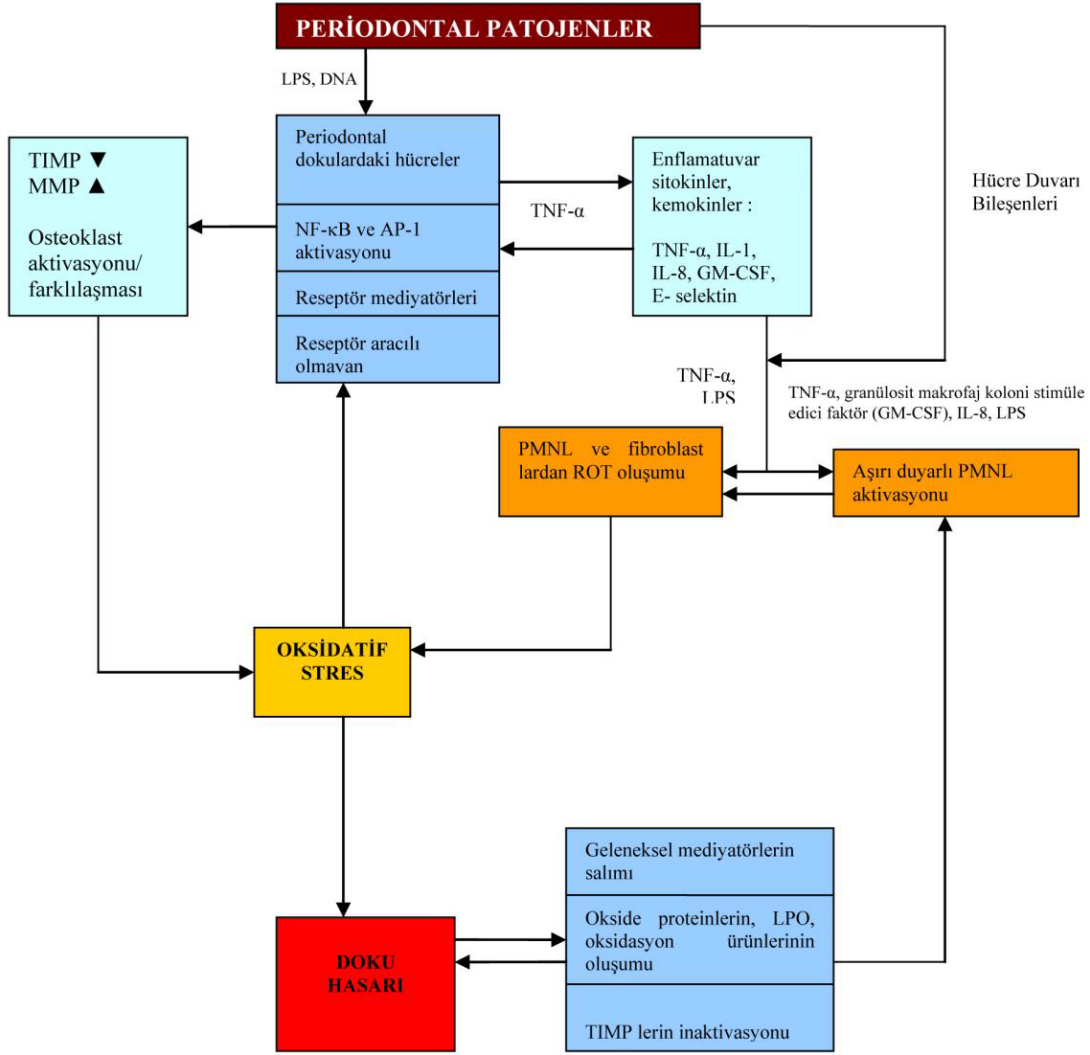 PERİODONTAL PATOJENLER
LPS, DNA
Periodontal
dokulardaki hücreler
NF-κB ve AP-1
aktivasyonu
Reseptör mediyatörleri
Reseptör aracılı
olmavan
TIMP ▼
MMP ▲
Osteoklast
aktivasyonu/
farklılaşması
TNF-α
Enflamatuvar
sitokinler,
kemokinler :
TNF-α, IL-1,
IL-8, GM-CSF,
E- selektin
Hücre Duvarı
Bileşenleri
TNF-α,
LPS
TNF-α, granülosit makrofaj koloni stimüle
edici faktör (GM-CSF), IL-8, LPS
PMNL ve fibroblast
lardan ROT oluşumu
Aşırı duyarlı PMNL
aktivasyonu
OKSİDATİF
STRES
DOKU
HASARI
Geleneksel mediyatörlerin
salımı
Okside proteinlerin, LPO,
oksidasyon ürünlerinin
oluşumu
TIMP lerin inaktivasyonu